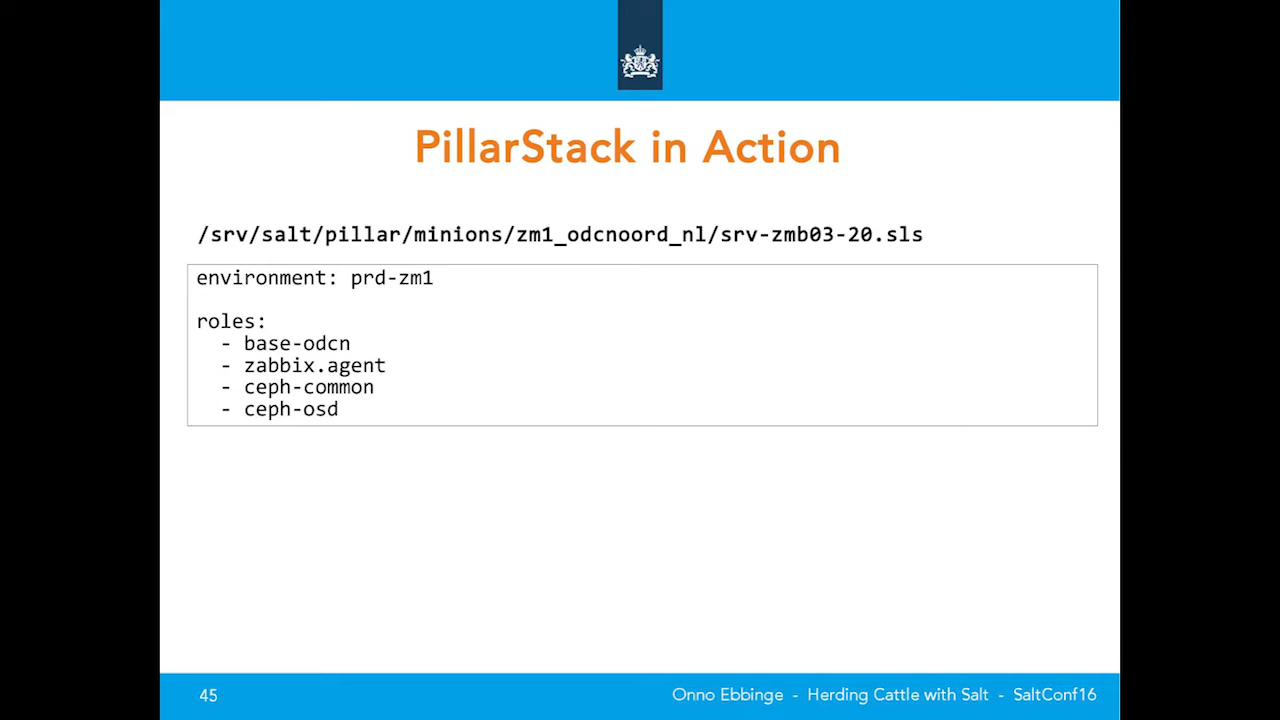 PillarStack in Action
/srv/salt/pillar/minions/zm1_odcnoord_nl/srv-zmb03-20.sls
environment: prd-zm1
roles:
- base-odcn
- zabbix.agent
- ceph-common
- ceph-osd
45
Onno Ebbinge - Herding Cattle with Salt - SaltConf16